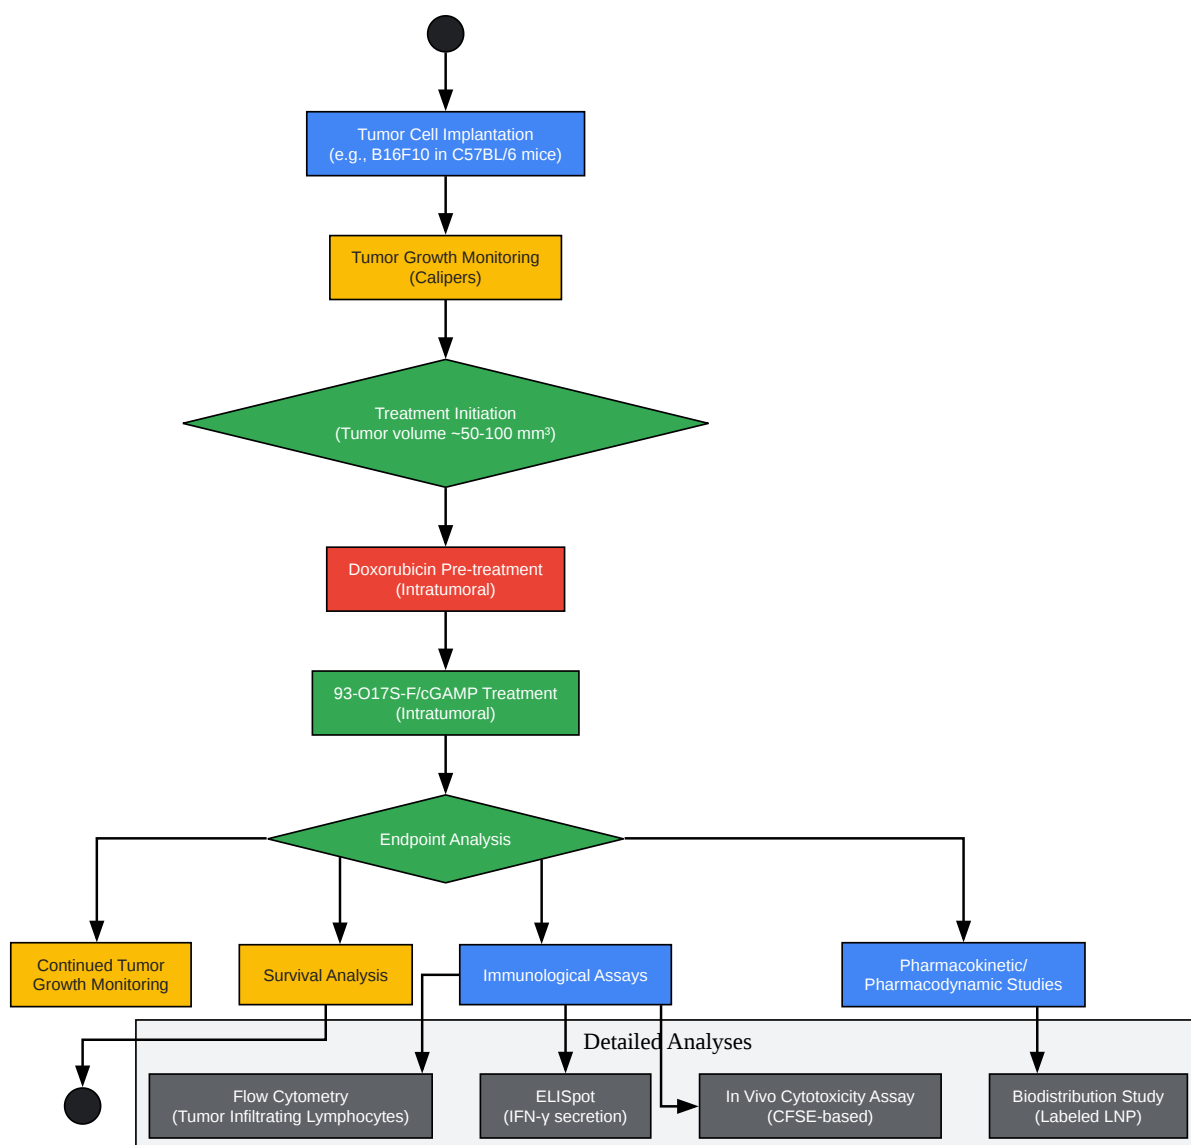 Tumor Cell Implantation
(e.g., B16F10 in C57BL/6 mice)
Tumor Growth Monitoring
(Calipers)
Treatment Initiation
(Tumor volume ~50-100 mm³)
Doxorubicin Pre-treatment
(Intratumoral)
93-O17S-F/cGAMP Treatment
(Intratumoral)
Endpoint Analysis
Continued Tumor
Growth Monitoring
Survival Analysis
Immunological Assays
Pharmacokinetic/
Pharmacodynamic Studies
Detailed Analyses
Flow Cytometry
(Tumor Infiltrating Lymphocytes)
ELISpot
(IFN-γ secretion)
In Vivo Cytotoxicity Assay
(CFSE-based)
Biodistribution Study
(Labeled LNP)